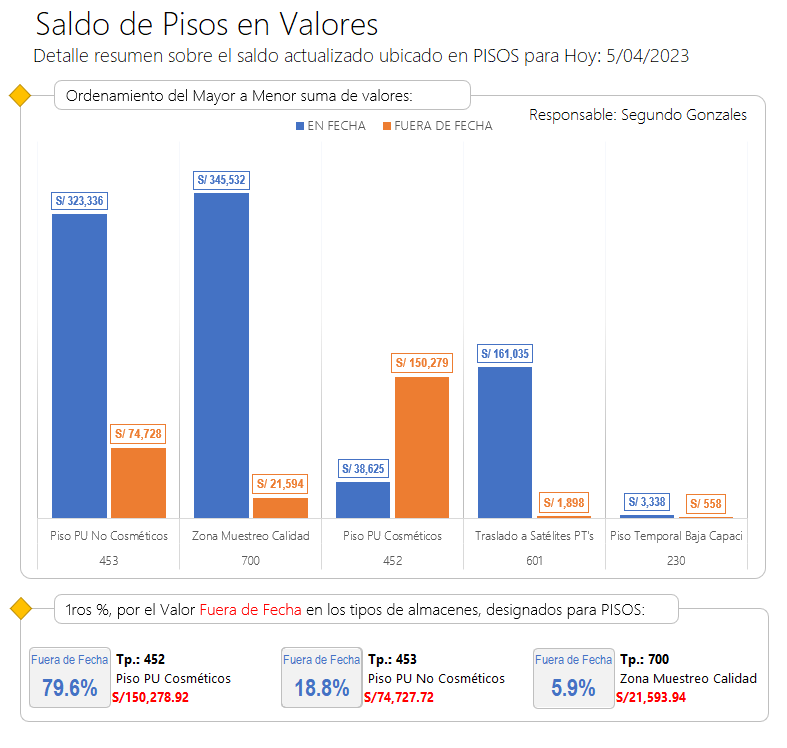 Saldo de Pisos en Valores
Detalle resumen sobre el saldo actualizado ubicado en PISOS para Hoy: 5/04/2023
Ordenamiento del Mayor a Menor suma de valores:
Responsable: Segundo Gonzales
EN FECHA FUERA DE FECHA
S/ 323,336
S/ 74,728
S/ 345,532
S/ 21,594
S/ 38,625
S/ 150,279
S/ 161,035
S/ 1,898
S/ 3,338
S/ 558
Piso PU No Cosméticos Zona Muestreo Calidad Piso PU Cosméticos Traslado a Satélites PT's Piso Temporal Baja Capaci
453 700 452 601 230
1ros %, por el Valor Fuera de Fecha en los tipos de almacenes, designados para PISOS:
Fuera de Fecha
79.6%
Tp.: 452
Piso PU Cosméticos
S/150,278.92
Fuera de Fecha
18.8%
Tp.: 453
Piso PU No Cosméticos
S/74,727.72
Fuera de Fecha
5.9%
Tp.: 700
Zona Muestreo Calidad
S/21,593.94